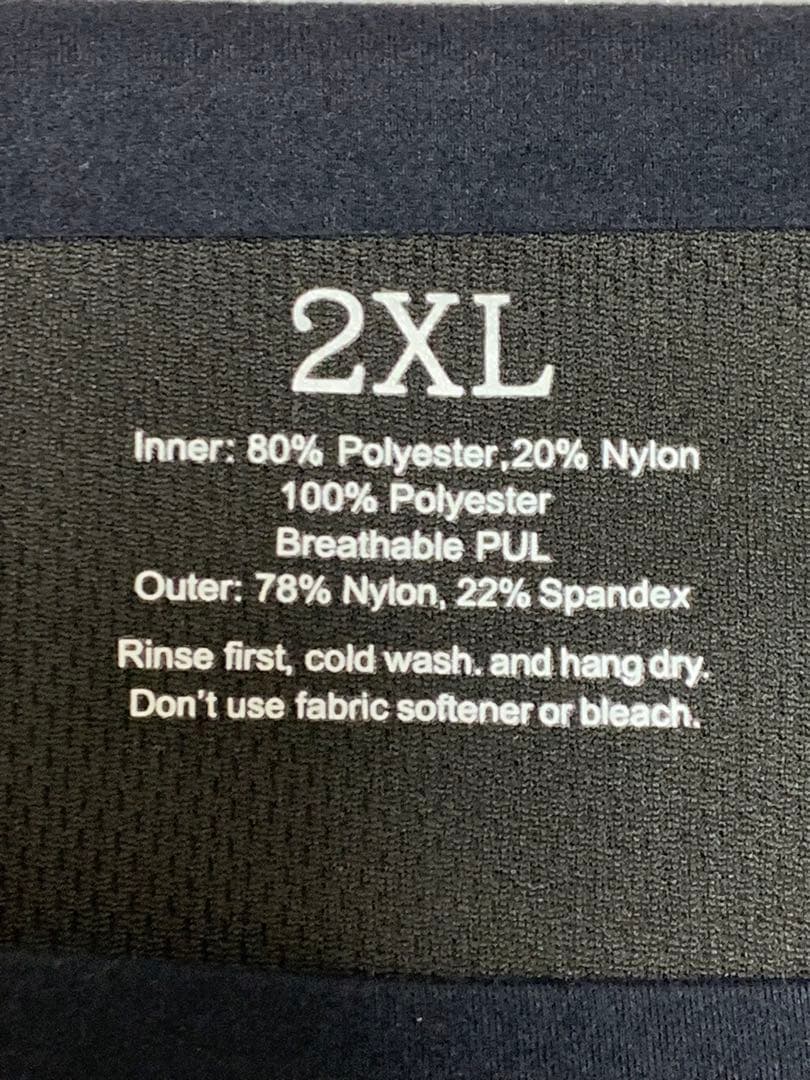 2XL
Inner: 80% Polyester,20% Nylon
100% Polyester
Breathable PUL
Outer: 78% Nylon, 22% Spandex
Rinse first, cold wash. and hang dry.
Don't use fabric softener or bleach.